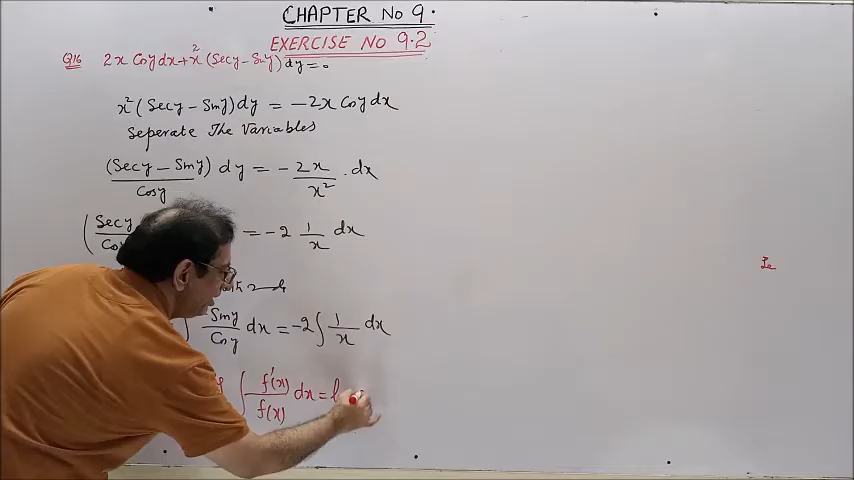 CHAPTER No 9.
EXERCISE No 9.2
Q16 2x Cosy dx + x² (Secy - Siny) dy = 0
x² (Secy - Siny) dy = - 2x Cosy dx
Seperate The Variables
(Secy - Siny) / Cosy dy = - 2x / x² . dx
( Secy / Cos = - 2 1 / x dx
Siny / Cosy dx = -2 ∫ 1 / x dx
∫ f'(x) / f(x) dx = l